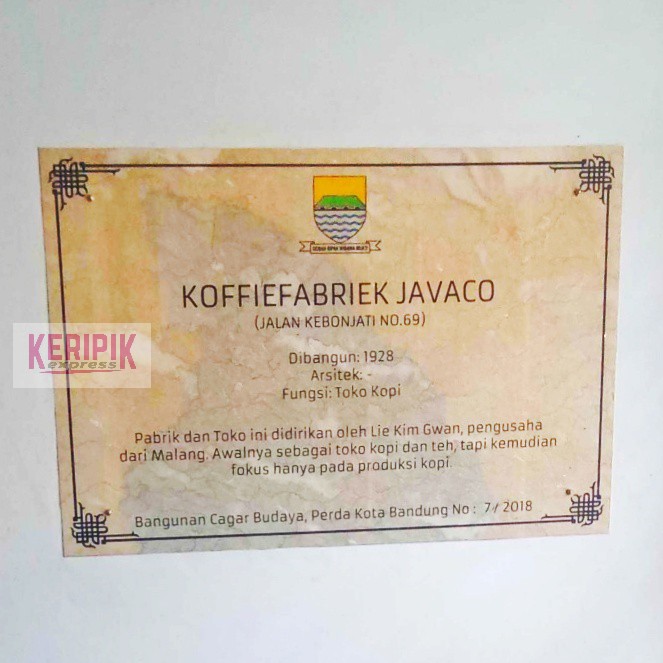 KOFFIEFABRIEK JAVACO
(JALAN KEBONJATI NO.69)
KERIPIK
express
Dibangun: 1928
Arsitek: -
Fungsi: Toko Kopi
Pabrik dan Toko ini didirikan oleh Lie Kim Gwan, pengusaha
dari Malang. Awalnya sebagai toko kopi dan teh, tapi kemudian
fokus hanya pada produksi kopi.
Bangunan Cagar Budaya, Perda Kota Bandung No: 7/ 2018